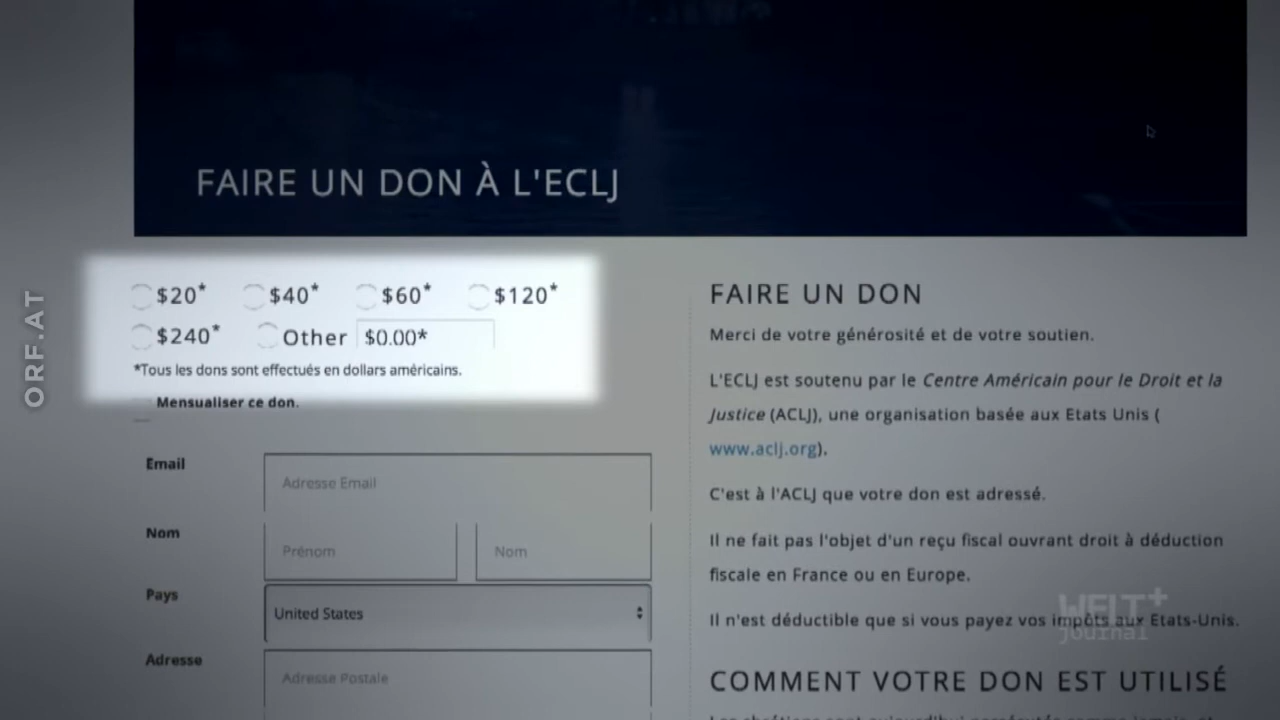 FAIRE UN DON À L'ECLJ
$20* $40* $60* $120*
$240* Other $0.00*
*Tous les dons sont effectués en dollars américains.
Mensualiser ce don.
Email
Adresse Email
Nom
Prénom
Nom
Pays
United States
Adresse
Adresse Postale
FAIRE UN DON
Merci de votre générosité et de votre soutien.
L'ECLJ est soutenu par le Centre Américain pour le Droit et la
Justice (ACLJ), une organisation basée aux Etats Unis (
www.aclj.org).
C'est à l'ACLJ que votre don est adressé.
Il ne fait pas l'objet d'un reçu fiscal ouvrant droit à déduction
fiscale en France ou en Europe.
Il n'est déductible que si vous payez vos impôts aux Etats-Unis.
COMMENT VOTRE DON EST UTILISÉ
ORF.AT
WELT+
Journal